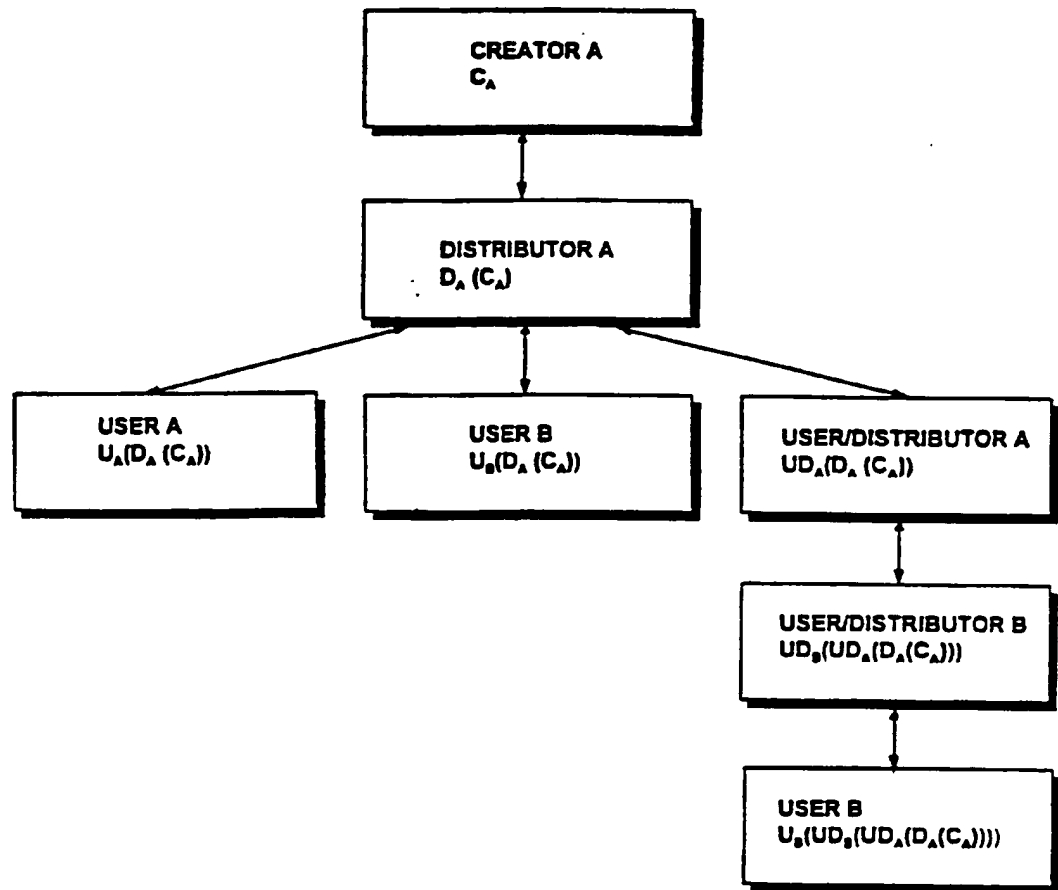 CREATOR A
C_A
DISTRIBUTOR A
D_A (C_A)
USER A
U_A(D_A (C_A))
USER B
U_B(D_A (C_A))
USER/DISTRIBUTOR A
UD_A(D_A (C_A))
USER/DISTRIBUTOR B
UD_B(UD_A(D_A(C_A)))
USER B
U_B(UD_B(UD_A(D_A(C_A))))